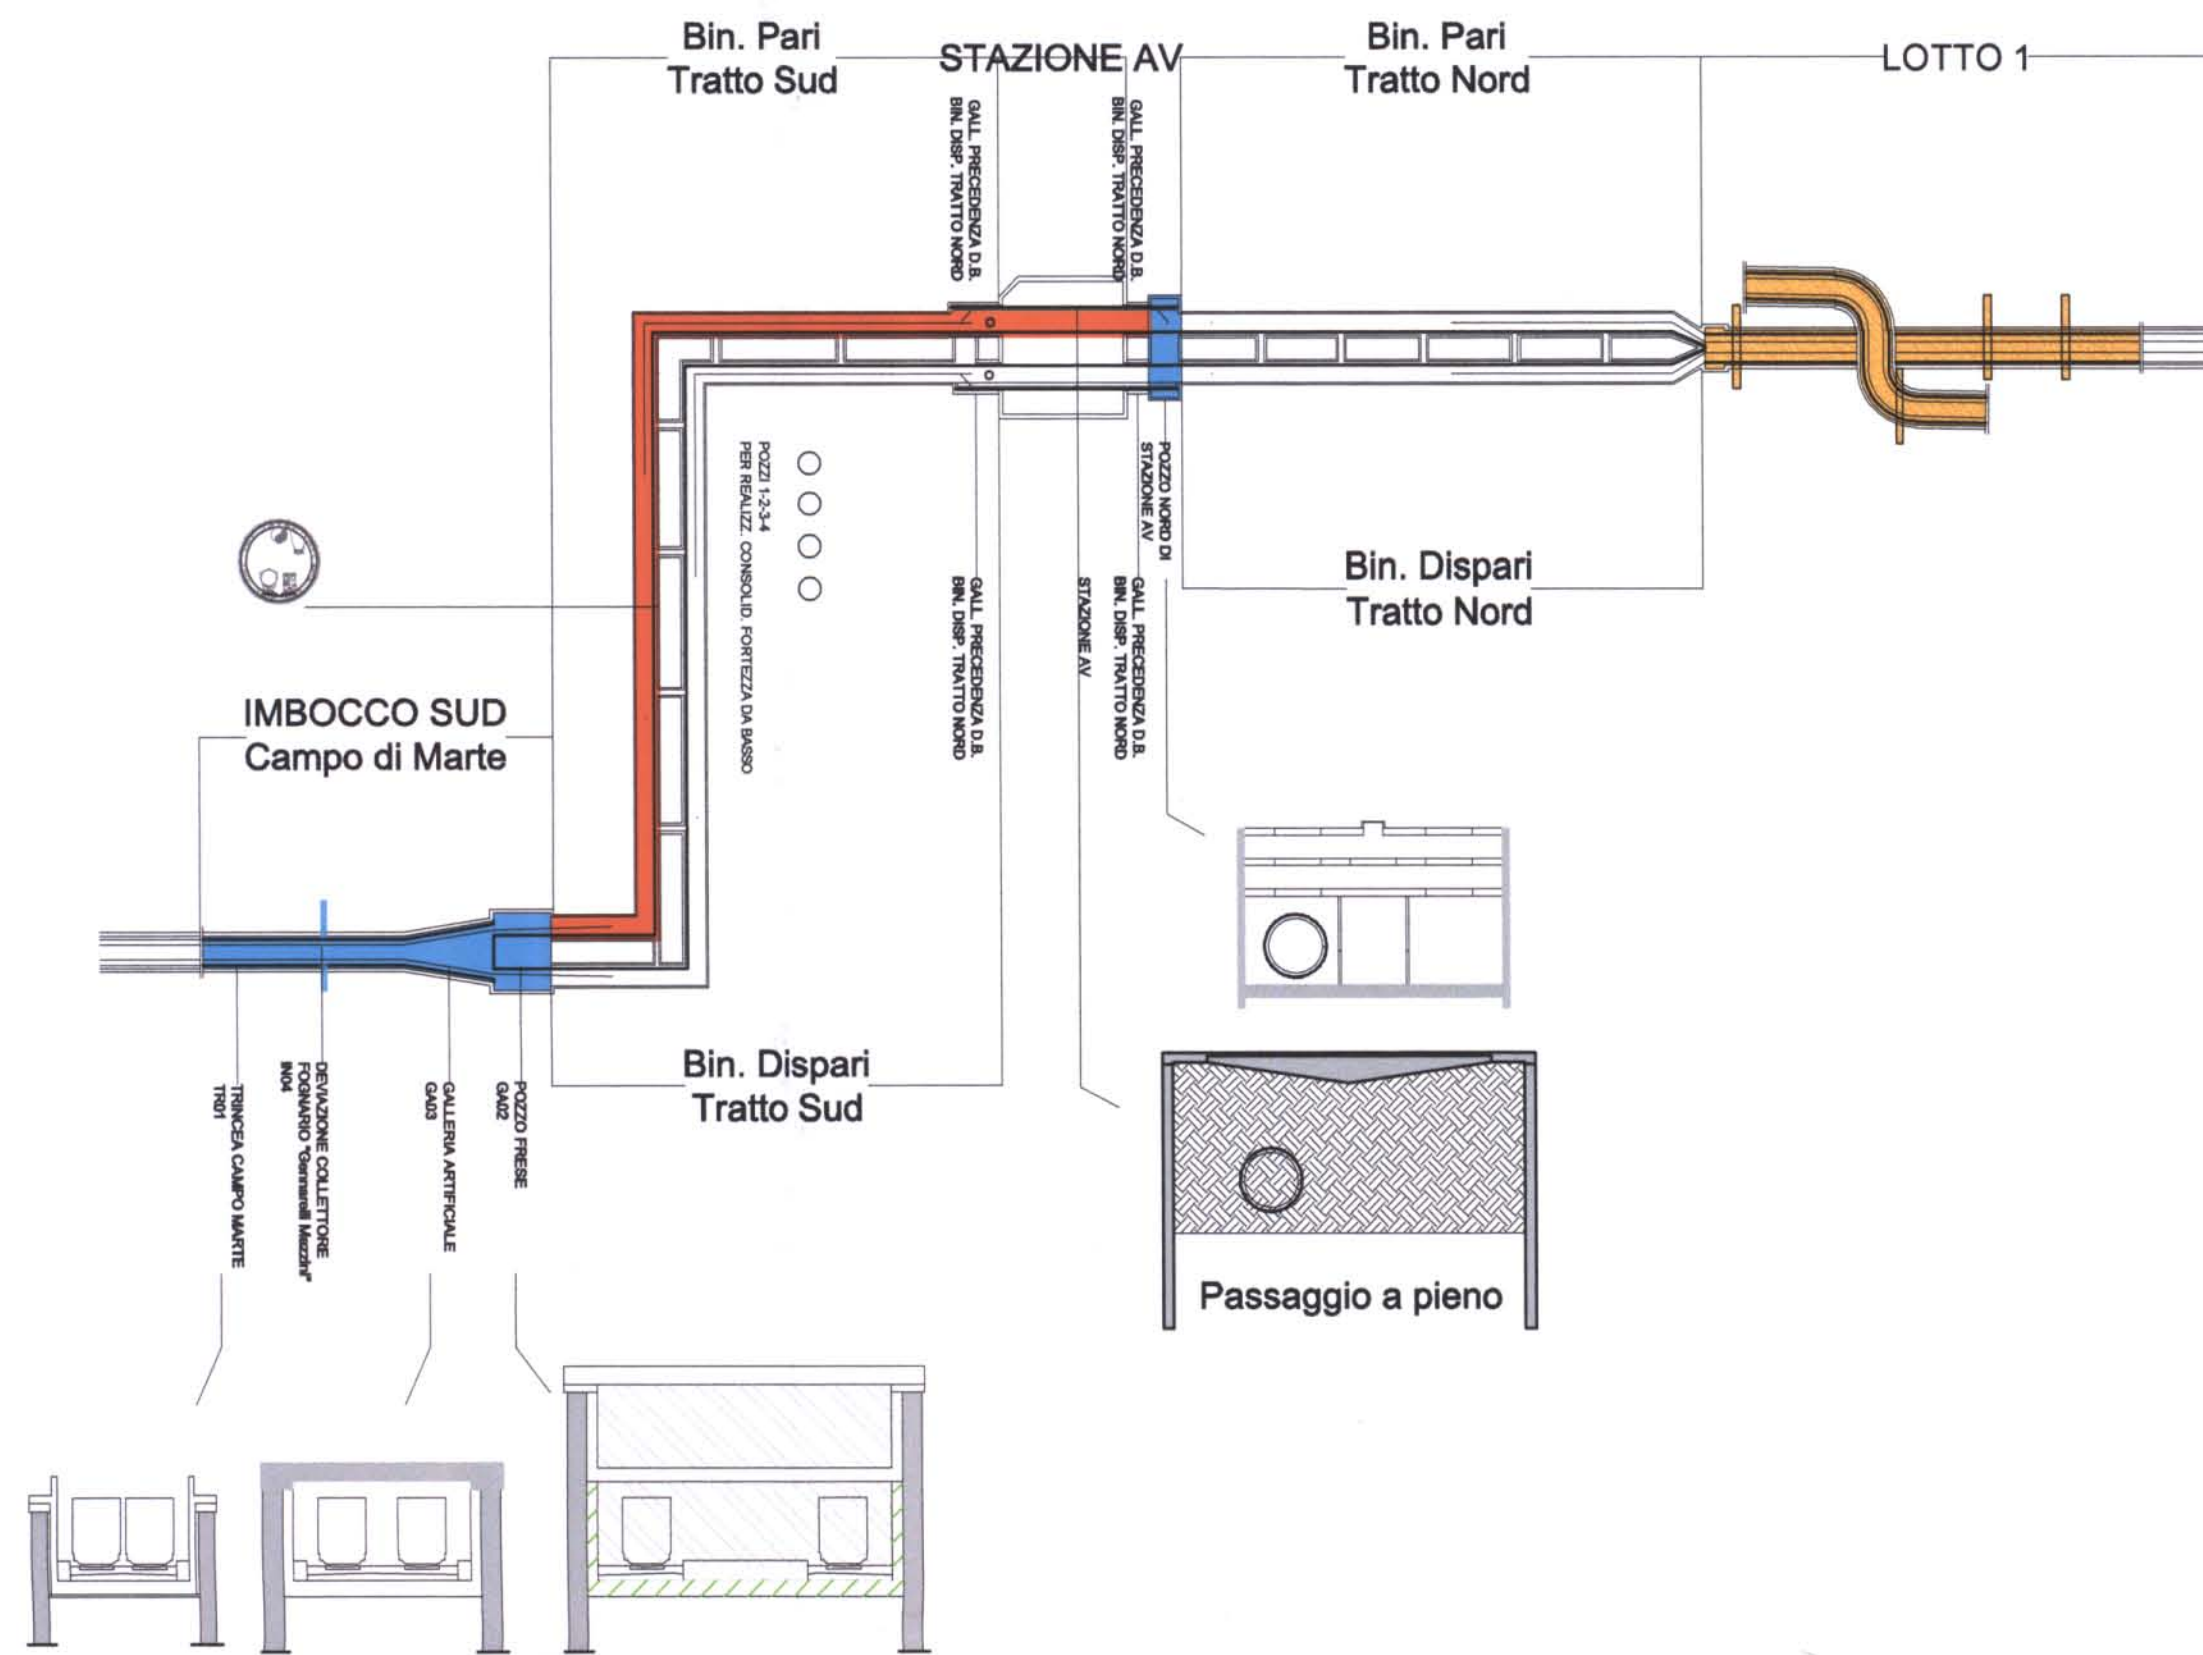 Bin. Pari
Tratto Sud
STAZIONE AV
Bin. Pari
Tratto Nord
LOTTO 1
GALL. PRECEDENZA D.B.
BIN. DISP. TRATTO NORD
GALL. PRECEDENZA D.B.
BIN. DISP. TRATTO NORD
POZZI 1-2-3-4
PER REALIZZ. CONSOLID. FORTEZZA DA BASSO
POZZO NORD DI
STAZIONE AV
GALL. PRECEDENZA D.B.
BIN. DISP. TRATTO NORD
STAZIONE AV
GALL. PRECEDENZA D.B.
BIN. DISP. TRATTO NORD
Bin. Dispari
Tratto Nord
IMBOCCO SUD
Campo di Marte
Bin. Dispari
Tratto Sud
TRINCEA CAMPO MARTE
TR01
DEVIAZIONE COLLETTORE
FOGNARIO "Gennarelli Mazzini"
IN04
GALLERIA ARTIFICIALE
GA03
POZZO FRESE
GA02
Passaggio a pieno